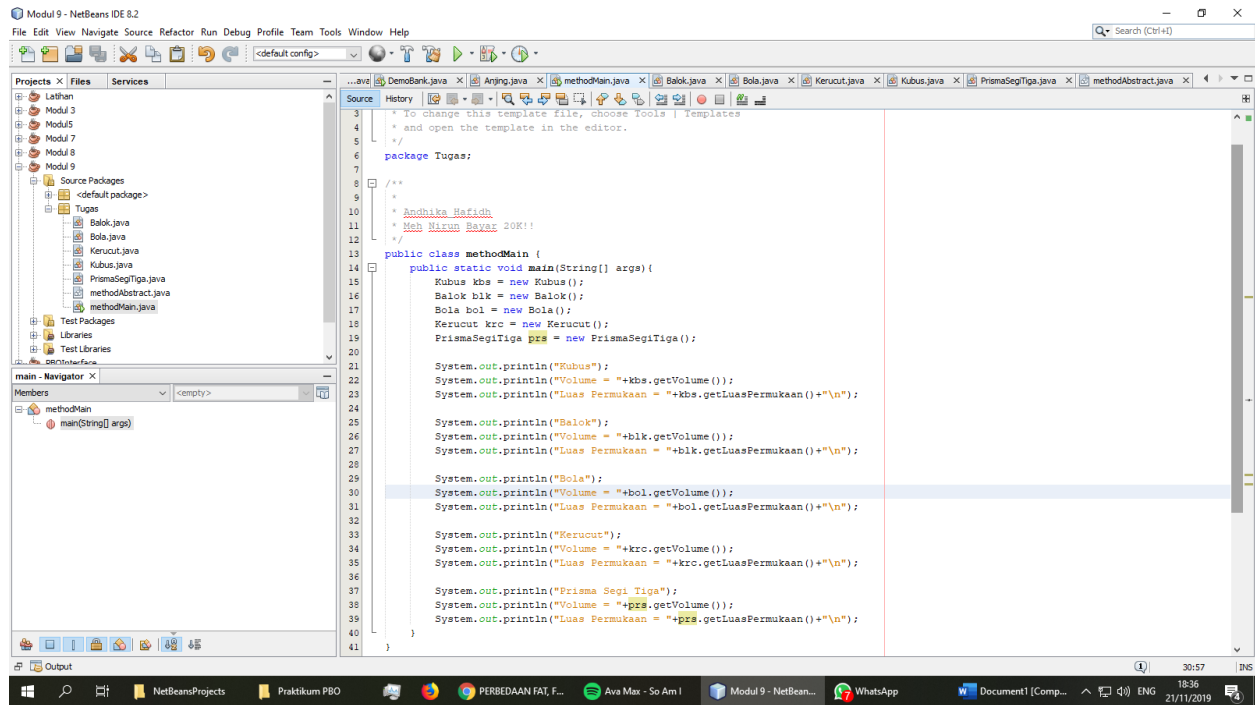 Modul 9 - NetBeans IDE 8.2
File Edit View Navigate Source Refactor Run Debug Profile Team Tools Window Help
Search (Ctrl+I)
<default config>
Projects Files Services
Latihan
Modul 3
Modul5
Modul 7
Modul 8
Modul 9
Source Packages
<default package>
Tugas
Balok.java
Bola.java
Kerucut.java
Kubus.java
PrismaSegiTiga.java
methodAbstract.java
methodMain.java
Test Packages
Libraries
Test Libraries
PBOInterface
main - Navigator
Members <empty>
methodMain
main(String[] args)
...ava DemoBank.java Anjing.java methodMain.java Balok.java Bola.java Kerucut.java Kubus.java PrismaSegiTiga.java methodAbstract.java
Source History
3 * To change this template file, choose Tools | Templates
4 * and open the template in the editor.
5 */
6 package Tugas;
7
8 /**
9 *
10 * Andhika Hafidh
11 * Meh Nirun Bayar 20K!!
12 */
13 public class methodMain {
14 public static void main(String[] args){
15 Kubus kbs = new Kubus();
16 Balok blk = new Balok();
17 Bola bol = new Bola();
18 Kerucut krc = new Kerucut();
19 PrismaSegiTiga prs = new PrismaSegiTiga();
20
21 System.out.println("Kubus");
22 System.out.println("Volume = "+kbs.getVolume());
23 System.out.println("Luas Permukaan = "+kbs.getLuasPermukaan()+"\n");
24
25 System.out.println("Balok");
26 System.out.println("Volume = "+blk.getVolume());
27 System.out.println("Luas Permukaan = "+blk.getLuasPermukaan()+"\n");
28
29 System.out.println("Bola");
30 System.out.println("Volume = "+bol.getVolume());
31 System.out.println("Luas Permukaan = "+bol.getLuasPermukaan()+"\n");
32
33 System.out.println("Kerucut");
34 System.out.println("Volume = "+krc.getVolume());
35 System.out.println("Luas Permukaan = "+krc.getLuasPermukaan()+"\n");
36
37 System.out.println("Prisma Segi Tiga");
38 System.out.println("Volume = "+prs.getVolume());
39 System.out.println("Luas Permukaan = "+prs.getLuasPermukaan()+"\n");
40 }
41 }
Output
1 30:57 INS
NetBeansProjects Praktikum PBO PERBEDAAN FAT, F... Ava Max - So Am I Modul 9 - NetBean... 7 WhatsApp Document1 [Comp... ENG 18:36
21/11/2019 4